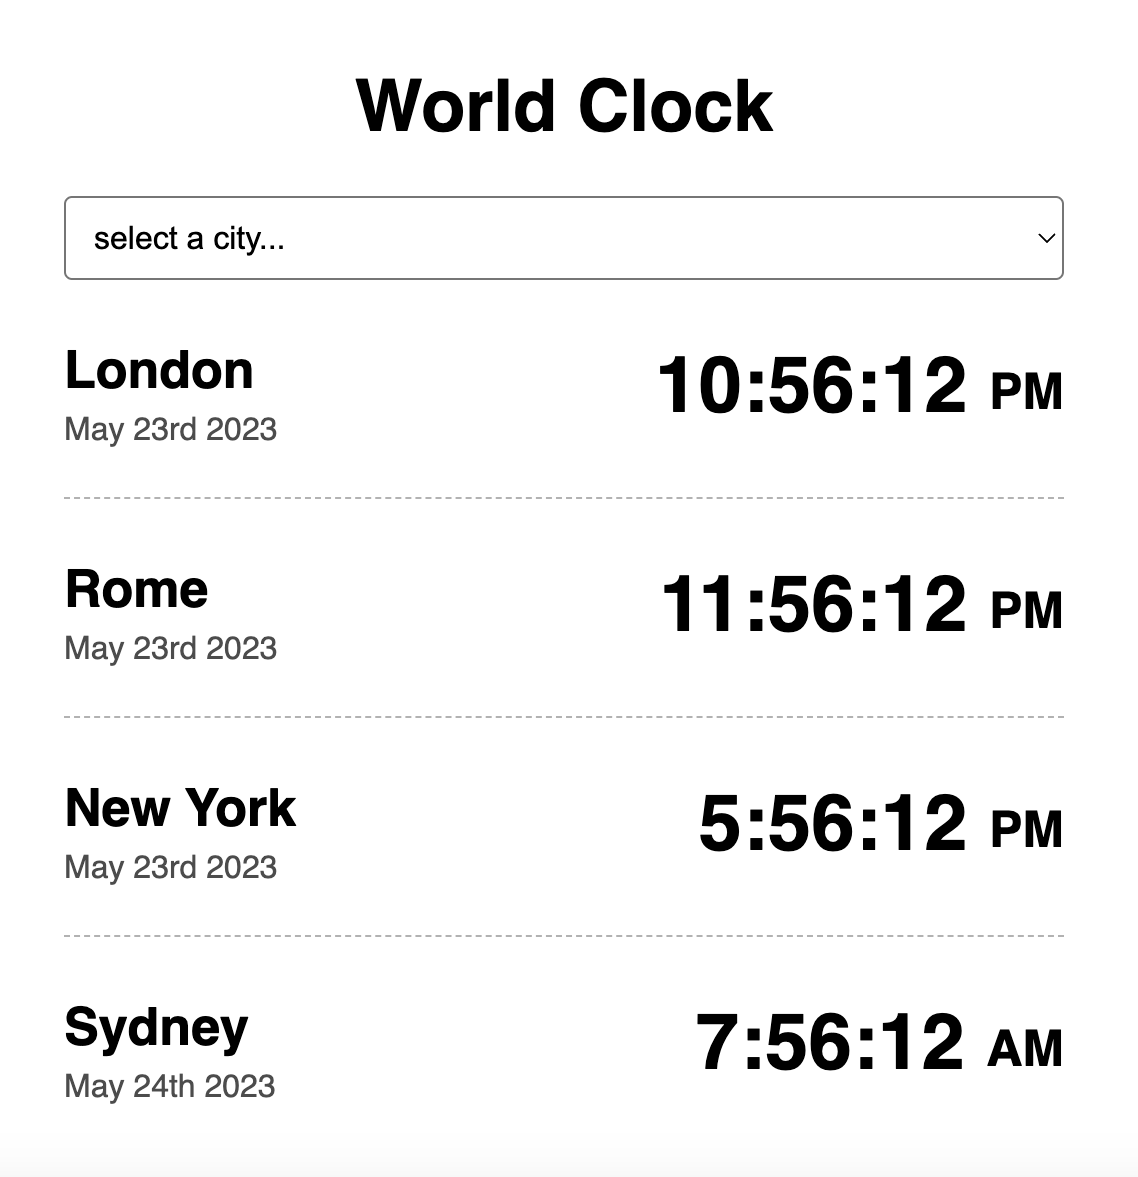 World Clock
select a city...
London
10:56:12 PM
May 23rd 2023
Rome
11:56:12 PM
May 23rd 2023
New York
5:56:12 PM
May 23rd 2023
Sydney
7:56:12 AM
May 24th 2023